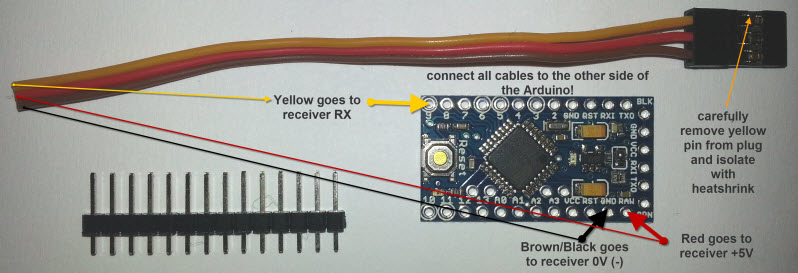 connect all cables to the other side of
the Arduino!
Yellow goes to
receiver RX
carefully
remove yellow
pin from plug
and isolate
with
heatshrink
9 8 7 6 5 4 3 2 GND RST RXI TXO
BLK
GND
VCC
RXI
TXO
Reset
10 11 12 13 A0 A1 A2 A3 VCC RST GND RAW
Brown/Black goes
to receiver 0V (-)
Red goes to
receiver +5V